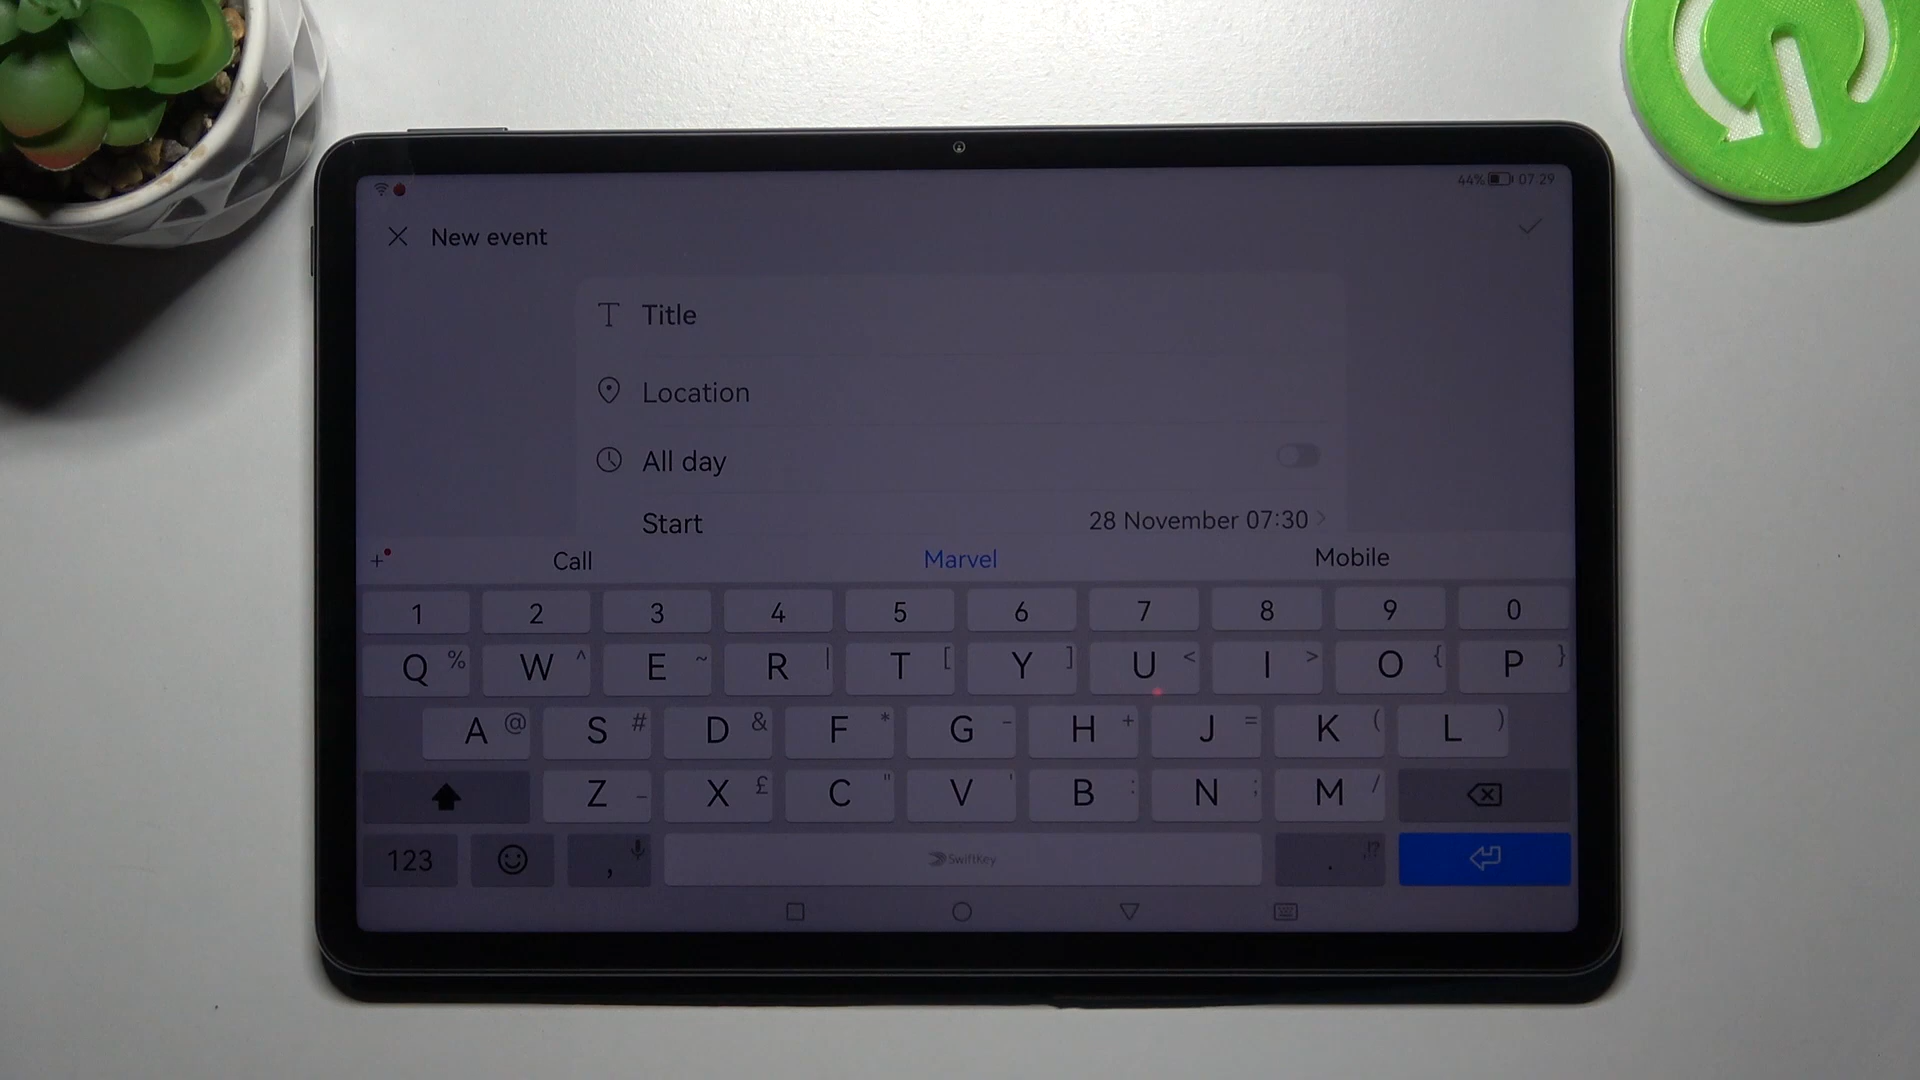 44% 07:29
New event
Title
Location
All day
Start 28 November 07:30 >
+ Call Marvel Mobile
1 2 3 4 5 6 7 8 9 0
Q % W ^ E ~ R | T [ Y ] U < I > O { P }
A @ S # D & F * G - H + J = K ( L )
Z _ X £ C " V ' B : N ; M /
123 , SwiftKey . !?